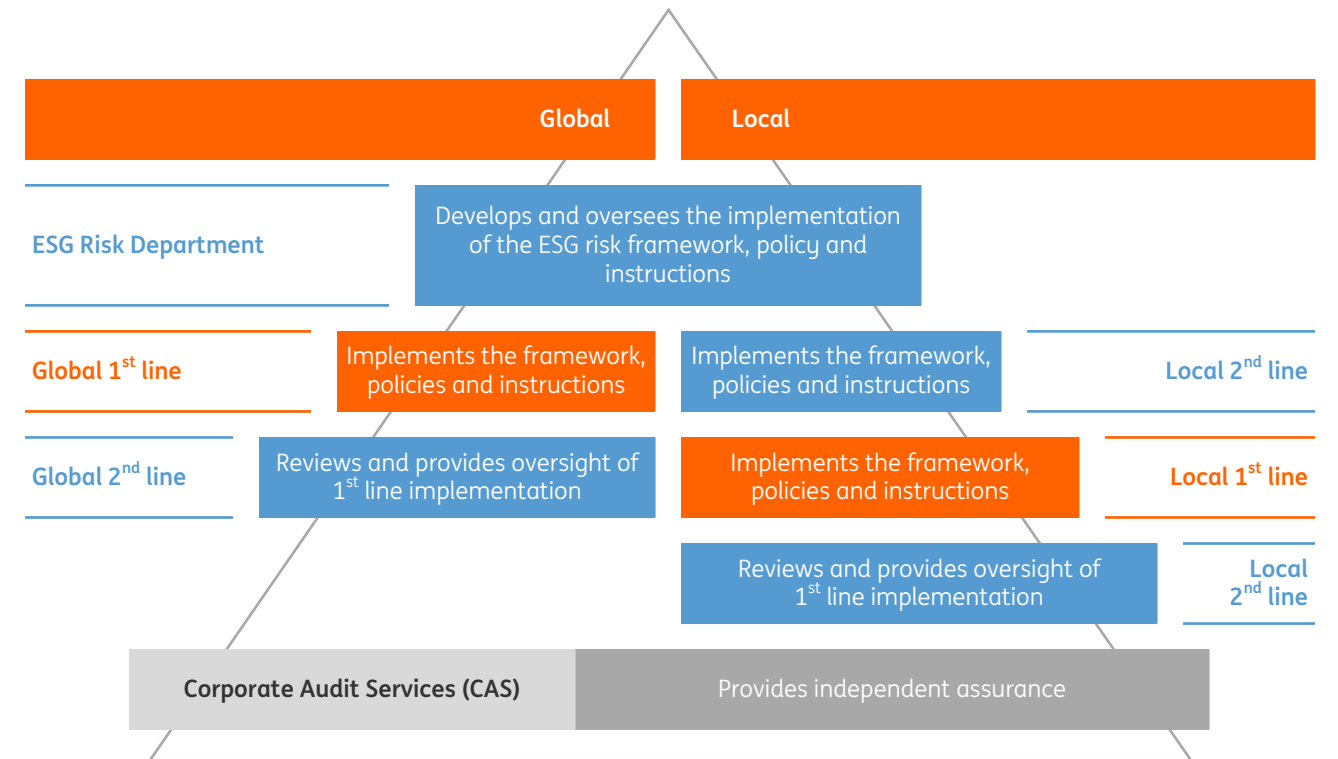 Global
Local
ESG Risk Department
Develops and oversees the implementation
of the ESG risk framework, policy and
instructions
Global 1st line
Implements the framework,
policies and instructions
Implements the framework,
policies and instructions
Local 2nd line
Global 2nd line
Reviews and provides oversight of
1st line implementation
Implements the framework,
policies and instructions
Local 1st line
Reviews and provides oversight of
1st line implementation
Local
2nd line
Corporate Audit Services (CAS)
Provides independent assurance